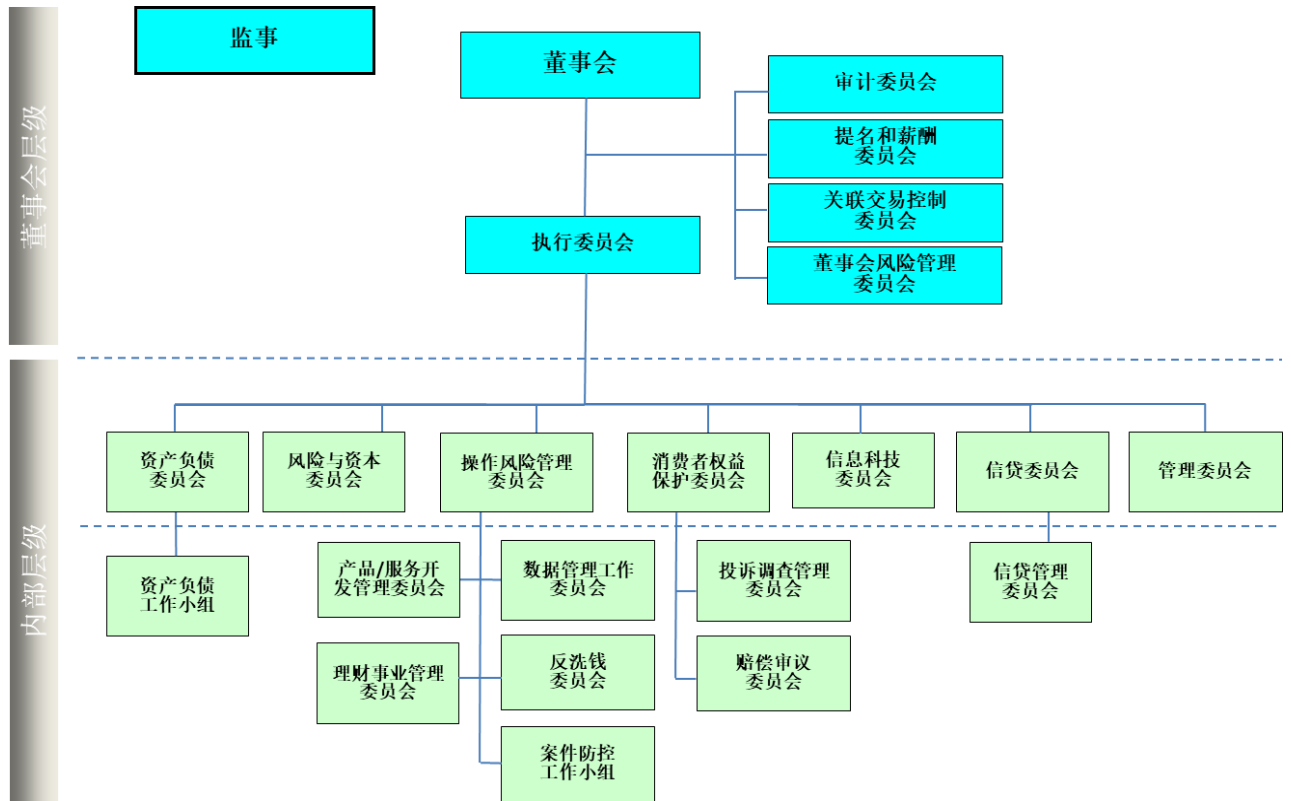 董事会层级
监事
董事会
审计委员会
提名和薪酬
委员会
关联交易控制
委员会
董事会风险管理
委员会
执行委员会
内部层级
资产负债
委员会
风险与资本
委员会
操作风险管理
委员会
消费者权益
保护委员会
信息科技
委员会
信贷委员会
管理委员会
资产负债
工作小组
产品/服务开
发管理委员会
数据管理工作
委员会
投诉调查管理
委员会
信贷管理
委员会
理财事业管理
委员会
反洗钱
委员会
赔偿审议
委员会
案件防控
工作小组